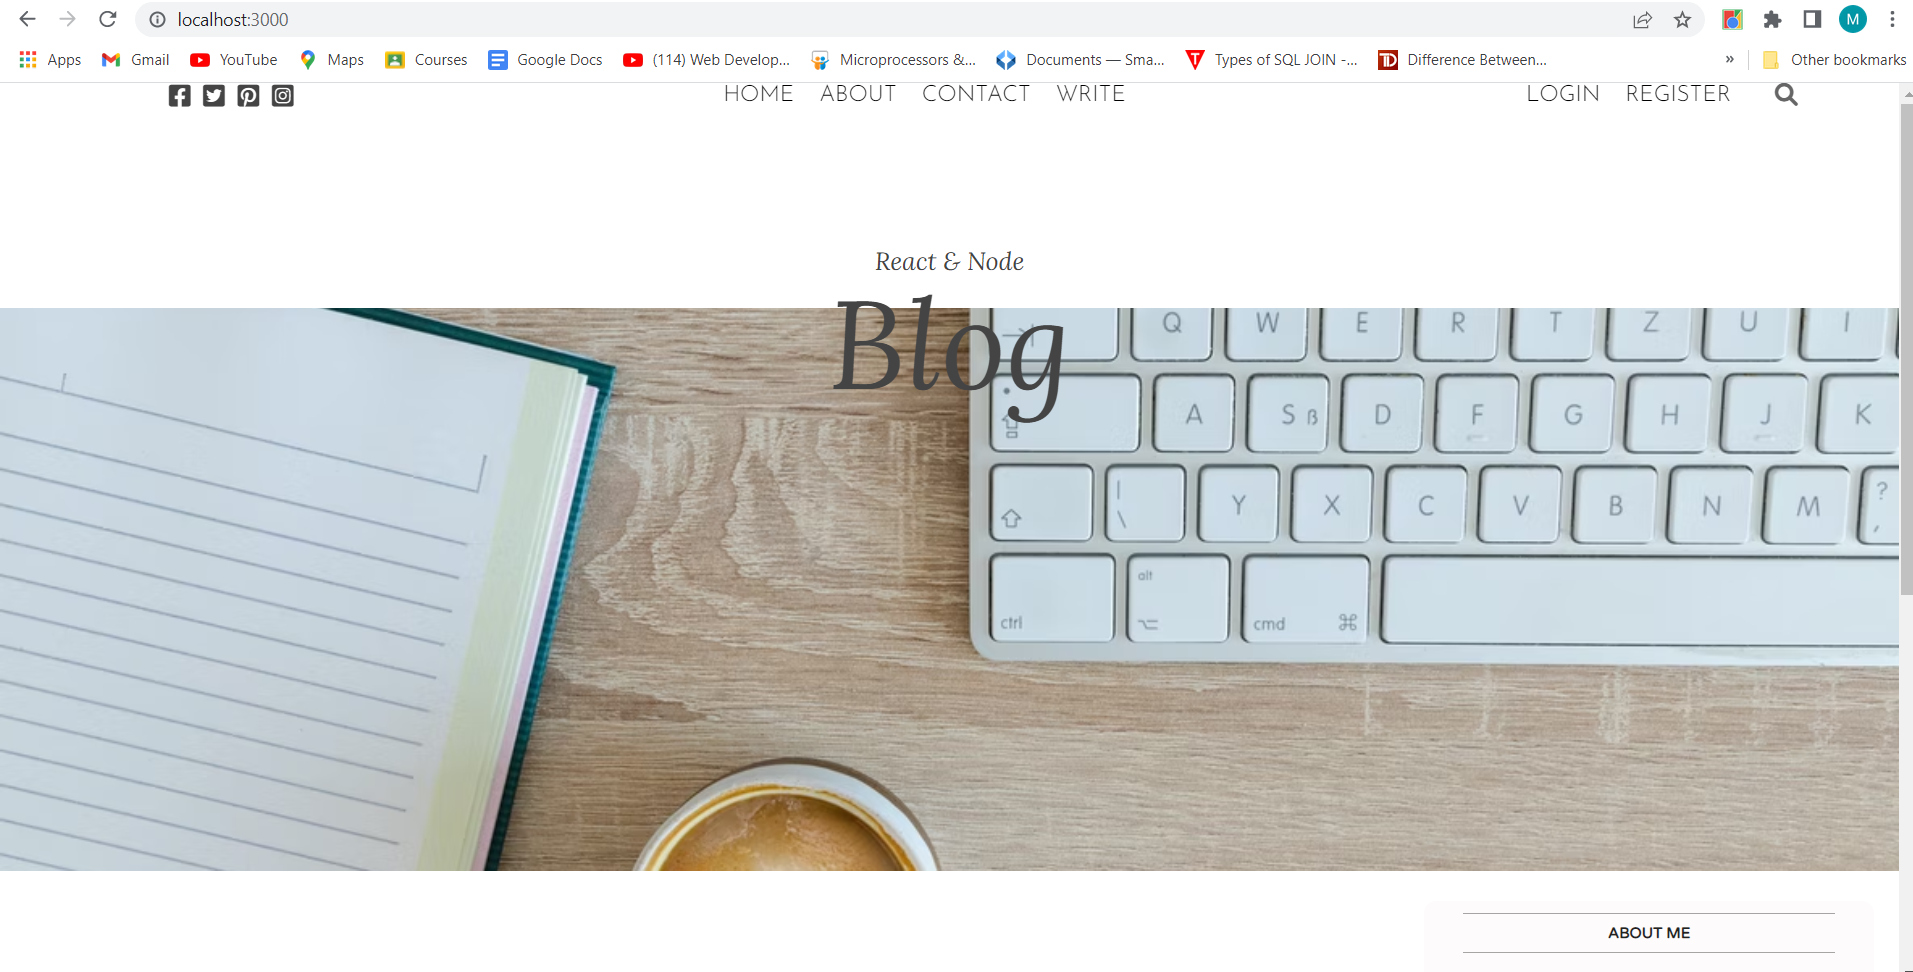 localhost:3000
M
Apps Gmail YouTube Maps Courses Google Docs (114) Web Develop... Microprocessors &... Documents — Sma... Types of SQL JOIN -... Difference Between... » Other bookmarks
HOME ABOUT CONTACT WRITE LOGIN REGISTER
React & Node
Blog
Q W E R T Z U I
A S ß D F G H J K
| \ Y X C V B N M ? ,
alt
ctrl cmd ⌘
ABOUT ME